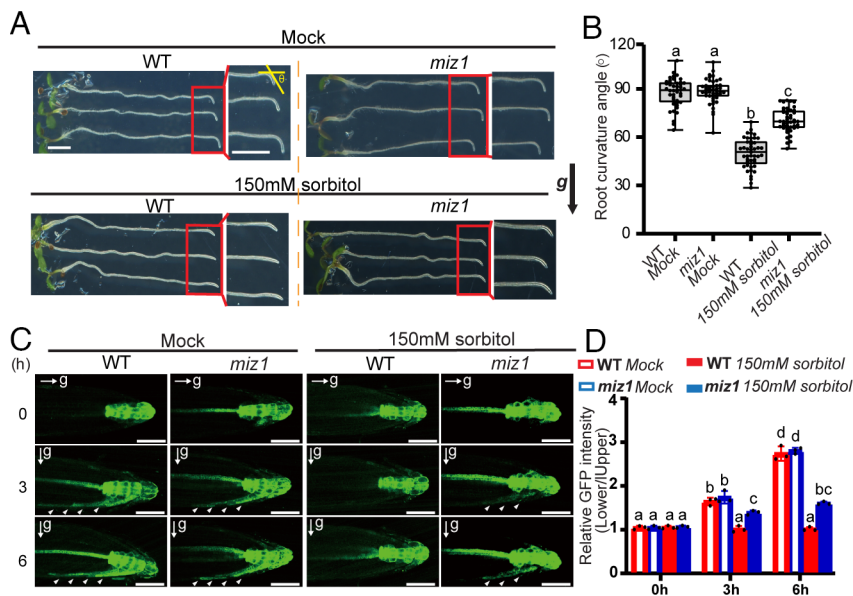 A
Mock
WT
miz1
θ
150mM sorbitol
WT
miz1
g
B
Root curvature angle (○)
120
90
60
30
0
a
a
b
c
WT
Mock
miz1
Mock
WT
150mM sorbitol
miz1
150mM sorbitol
C
Mock
150mM sorbitol
(h)
WT
miz1
WT
miz1
0
g
g
g
g
3
g
g
g
g
6
g
g
g
g
D
WT Mock
WT 150mM sorbitol
miz1 Mock
miz1 150mM sorbitol
Relative GFP intensity
(Lower/IUpper)
4
3
2
1
0
a a a a
b b a c
d d a bc
0h
3h
6h